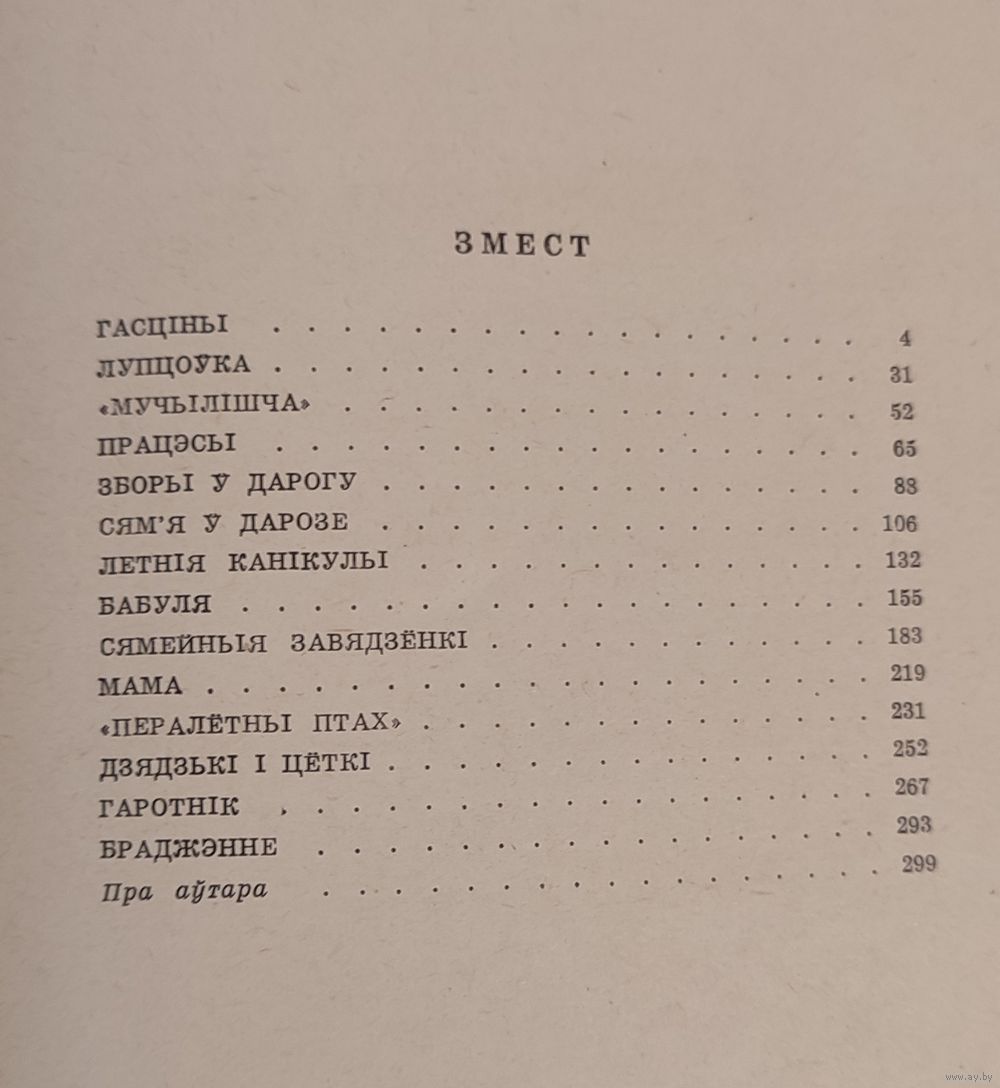 ЗМЕСТ
ГАСЦІНЫ . . . . . . . . . . . . . . . . . 4
ЛУПЦОЎКА . . . . . . . . . . . . . . . . . 31
«МУЧЫЛІШЧА» . . . . . . . . . . . . . . . 52
ПРАЦЭСЫ . . . . . . . . . . . . . . . . . 65
ЗБОРЫ Ў ДАРОГУ . . . . . . . . . . . . . . 88
СЯМ’Я Ў ДАРОЗЕ . . . . . . . . . . . . . . 106
ЛЕТНІЯ КАНІКУЛЫ . . . . . . . . . . . . . 132
БАБУЛЯ . . . . . . . . . . . . . . . . . . 155
СЯМЕЙНЫЯ ЗАВЯДЗЁНКІ . . . . . . . . . . . 183
МАМА . . . . . . . . . . . . . . . . . . . 219
«ПЕРАЛЁТНЫ ПТАХ» . . . . . . . . . . . . . 231
ДЗЯДЗЬКІ І ЦЁТКІ . . . . . . . . . . . . . . 252
ГАРОТНІК . . . . . . . . . . . . . . . . . 267
БРАДЖЭННЕ . . . . . . . . . . . . . . . . 293
Пра аўтара . . . . . . . . . . . . . . . . 299
www.ay.by